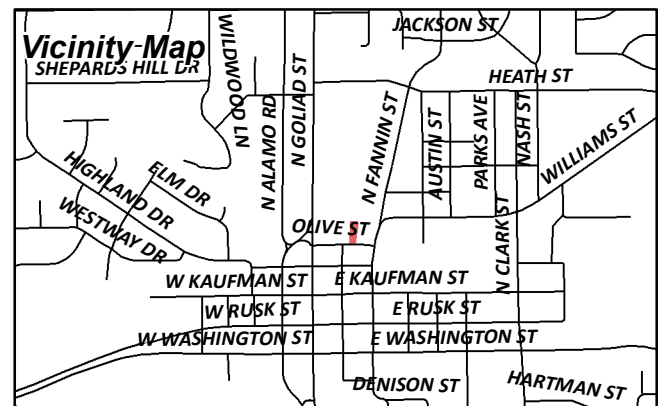 Vicinity Map
JACKSON ST
SHEPARDS HILL DR
HEATH ST
WILDWOOD LN
N ALAMO RD
N GOLIAD ST
N FANNIN ST
AUSTIN ST
PARKS AVE
NASH ST
WILLIAMS ST
HIGHLAND DR
ELM DR
WESTWAY DR
OLIVE ST
N CLARK ST
W KAUFMAN ST
E KAUFMAN ST
W RUSK ST
E RUSK ST
W WASHINGTON ST
E WASHINGTON ST
DENISON ST
HARTMAN ST